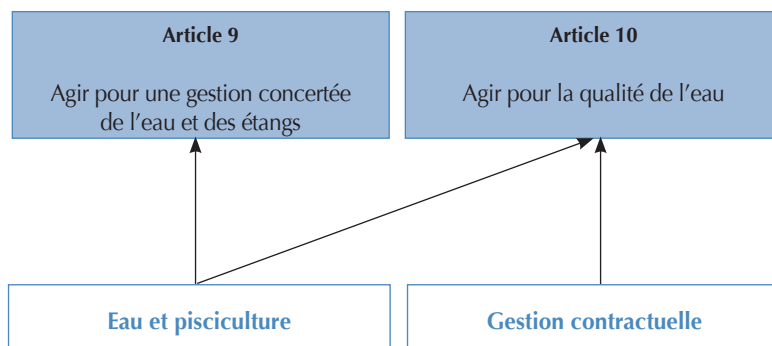 Article 9
Agir pour une gestion concertée
de l’eau et des étangs
Article 10
Agir pour la qualité de l’eau
Eau et pisciculture
Gestion contractuelle